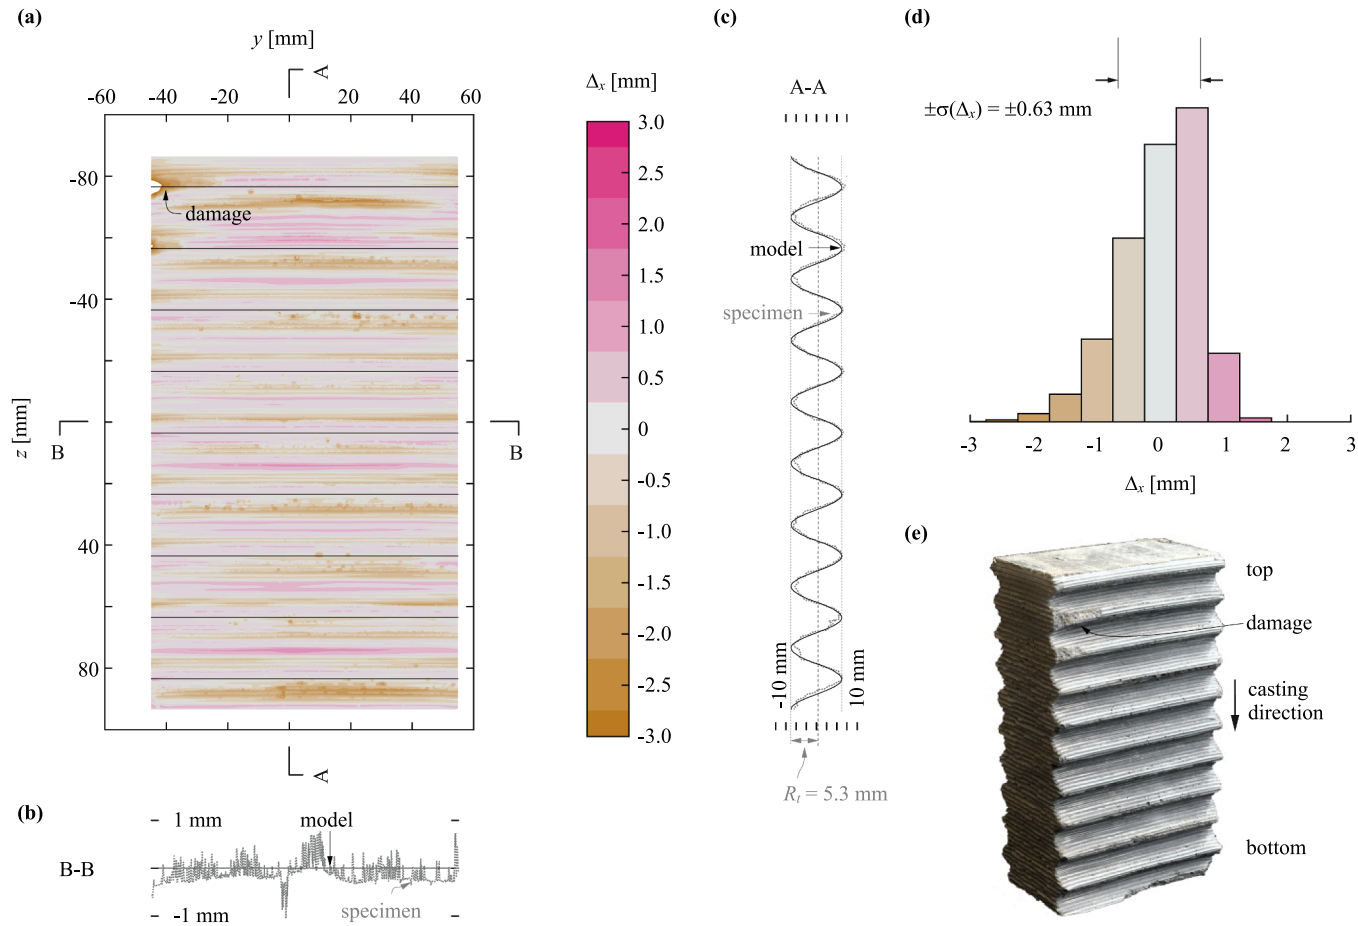 (a)
y [mm]
A
-60
-40
20
40
60
-80
-40
40
80
z [mm]
B
B
damage
A
Δx [mm]
3.0
2.5
2.0
1.5
1.0
0.5
0
-0.5
-1.0
-1.5
-2.0
-2.5
-3.0
(b)
1 mm
model
B-B
specimen
-1 mm
(c)
A-A
model
specimen
-10 mm
10 mm
Rt = 5.3 mm
(d)
±σ(Δx) = ±0.63 mm
-3
-2
-1
0
1
2
3
Δx [mm]
(e)
top
damage
casting
direction
bottom